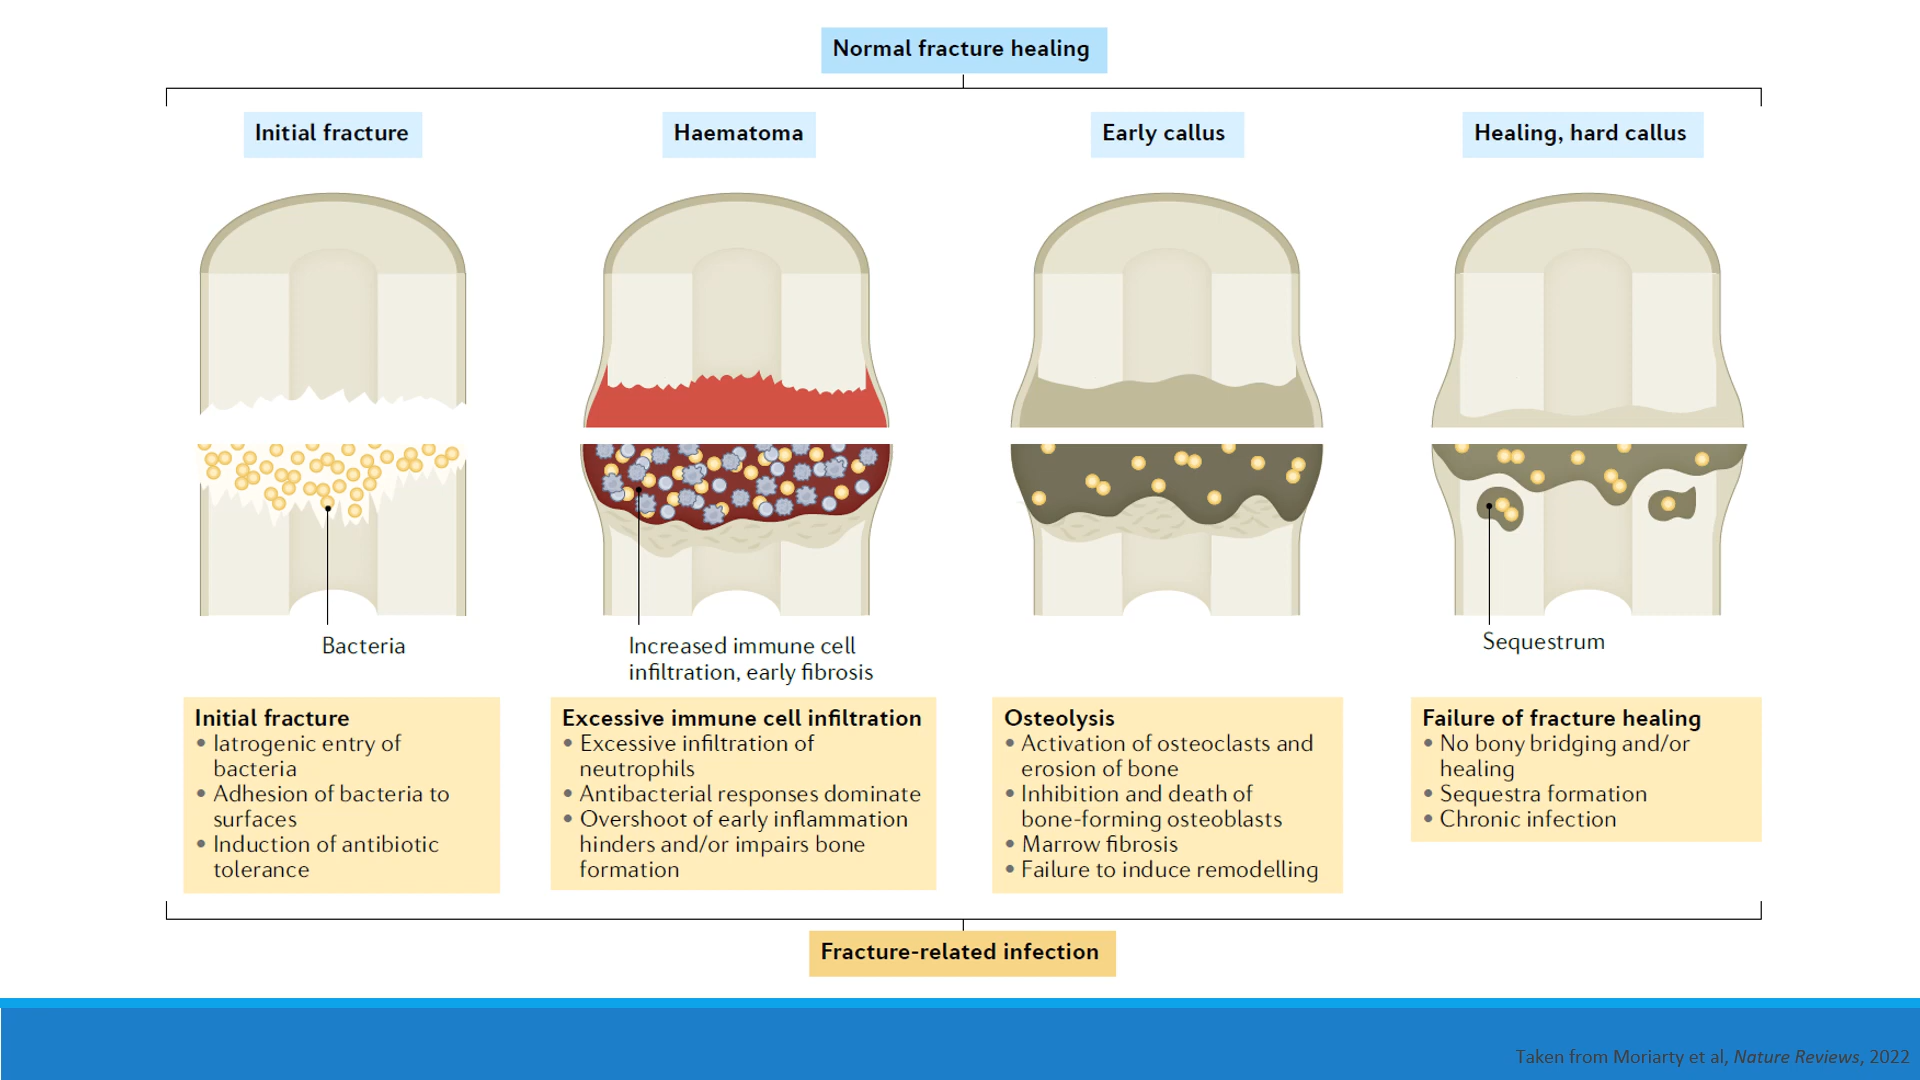 Normal fracture healing
Initial fracture
Haematoma
Early callus
Healing, hard callus
Bacteria
Increased immune cell
infiltration, early fibrosis
Sequestrum
Initial fracture
• Iatrogenic entry of
bacteria
• Adhesion of bacteria to
surfaces
• Induction of antibiotic
tolerance
Excessive immune cell infiltration
• Excessive infiltration of
neutrophils
• Antibacterial responses dominate
• Overshoot of early inflammation
hinders and/or impairs bone
formation
Osteolysis
• Activation of osteoclasts and
erosion of bone
• Inhibition and death of
bone-forming osteoblasts
• Marrow fibrosis
• Failure to induce remodelling
Failure of fracture healing
• No bony bridging and/or
healing
• Sequestra formation
• Chronic infection
Fracture-related infection
Taken from Moriarty et al, Nature Reviews, 2022